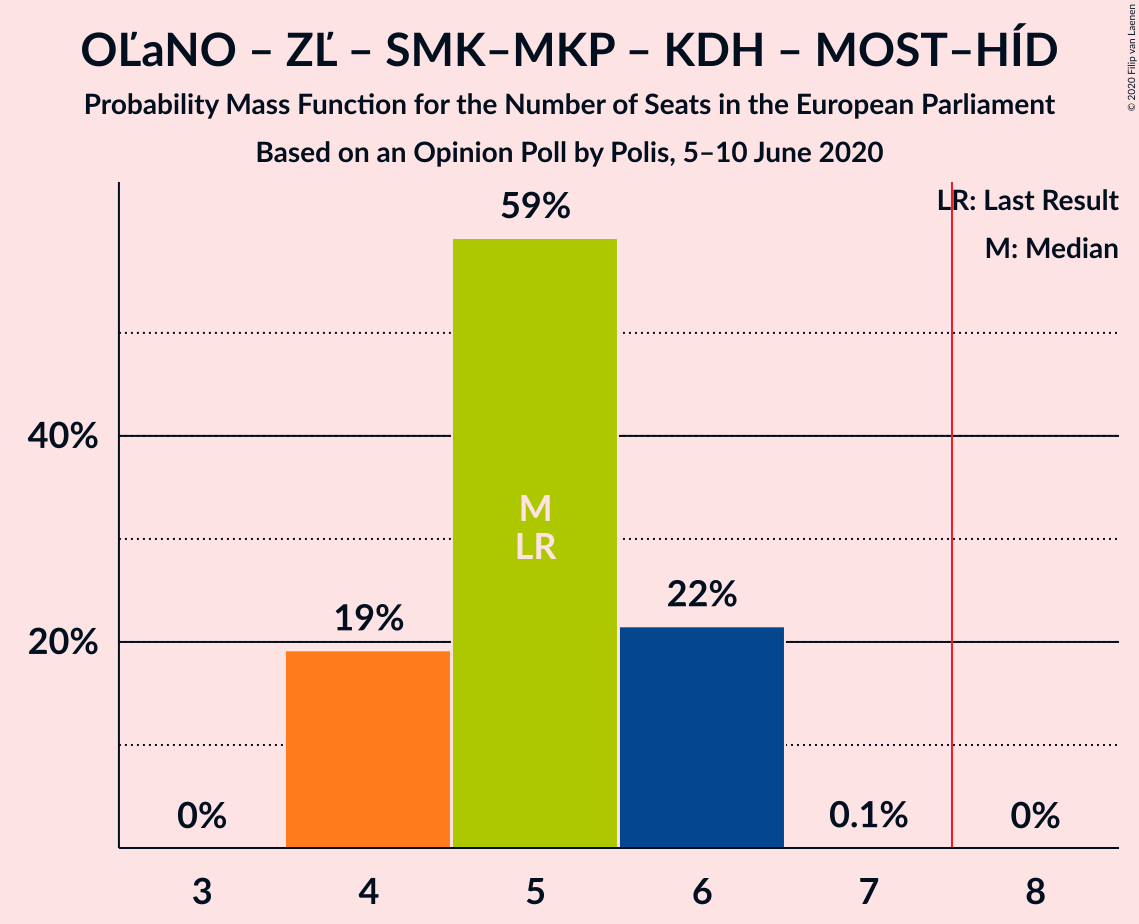 OĽaNO – ZĽ – SMK–MKP – KDH – MOST–HÍD
Probability Mass Function for the Number of Seats in the European Parliament
Based on an Opinion Poll by Polis, 5–10 June 2020
© 2020 Filip van Laenen
LR: Last Result
M: Median
59%
40%
M
LR
22%
19%
20%
0%
0.1%
0%
3
4
5
6
7
8